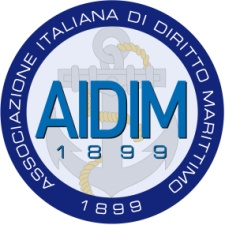 ASSOCIAZIONE ITALIANA DI DIRITTO MARITTIMO
AIDIM
1899
1899